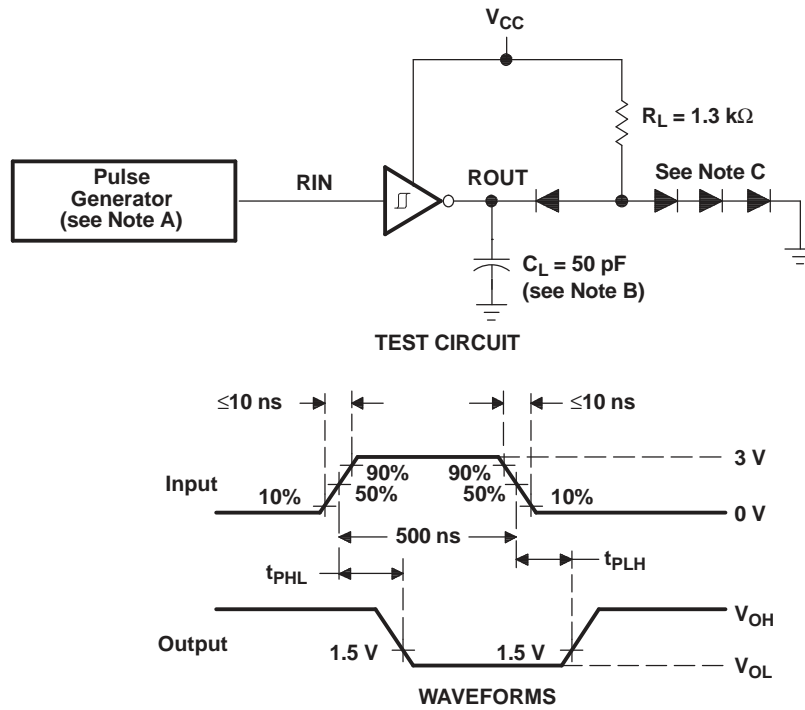 VCC
RL = 1.3 kΩ
Pulse
Generator
(see Note A)
RIN
ROUT
See Note C
CL = 50 pF
(see Note B)
TEST CIRCUIT
≤10 ns
≤10 ns
Input
10%
90%
50%
90%
50%
10%
3 V
0 V
500 ns
tPHL
tPLH
Output
1.5 V
1.5 V
VOH
VOL
WAVEFORMS